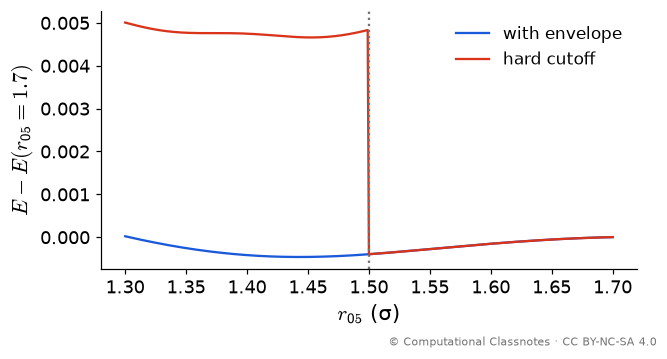 0.005
0.004
0.003
0.002
0.001
0.000
E − E(r₀₅ = 1.7)
with envelope
hard cutoff
1.30 1.35 1.40 1.45 1.50 1.55 1.60 1.65 1.70
r₀₅ (σ)
© Computational Classnotes · CC BY-NC-SA 4.0